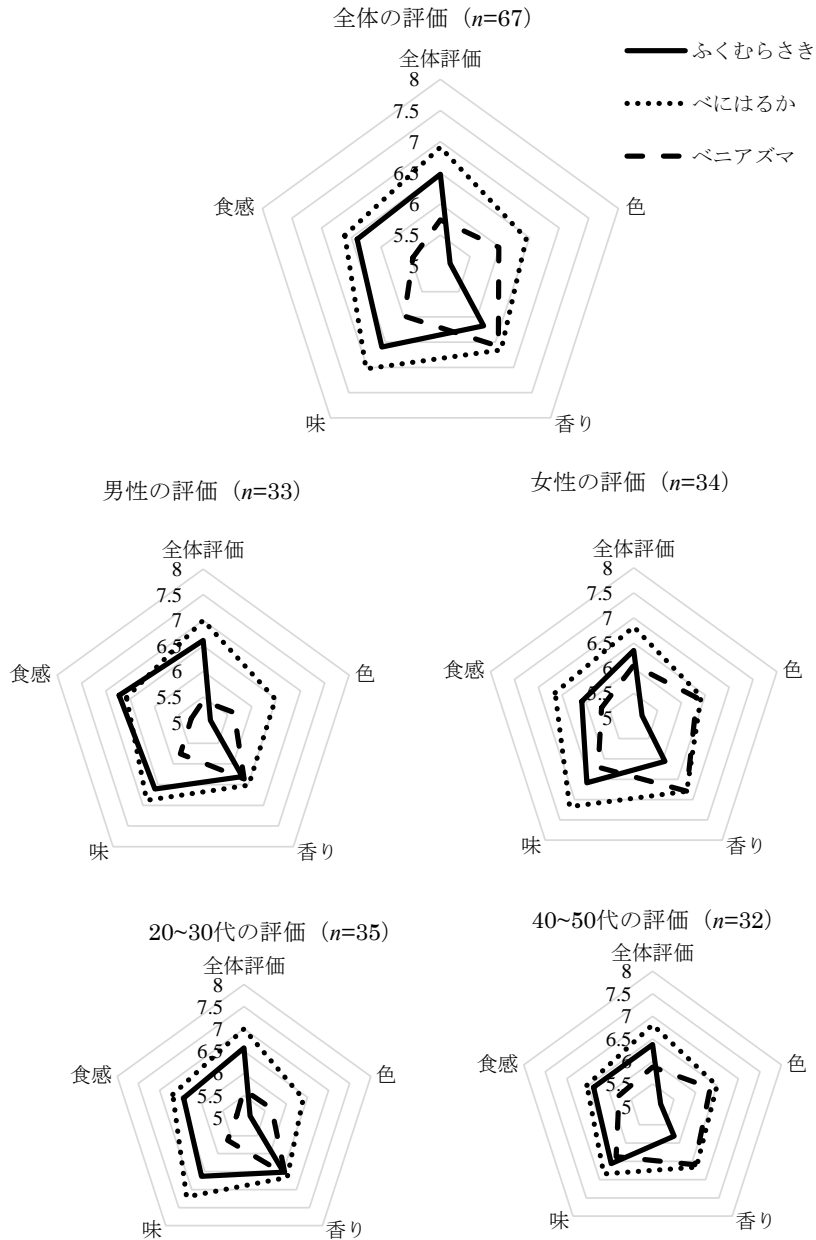 全体の評価（n=67）
ふくむらさき
べにはるか
ベニアズマ
全体評価
8
7.5
7
6.5
6
5.5
5
食感
色
味
香り
男性の評価（n=33）
全体評価
8
7.5
7
6.5
6
5.5
5
食感
色
味
香り
女性の評価（n=34）
全体評価
8
7.5
7
6.5
6
5.5
5
食感
色
味
香り
20~30代の評価（n=35）
全体評価
8
7.5
7
6.5
6
5.5
5
食感
色
味
香り
40~50代の評価（n=32）
全体評価
8
7.5
7
6.5
6
5.5
5
食感
色
味
香り